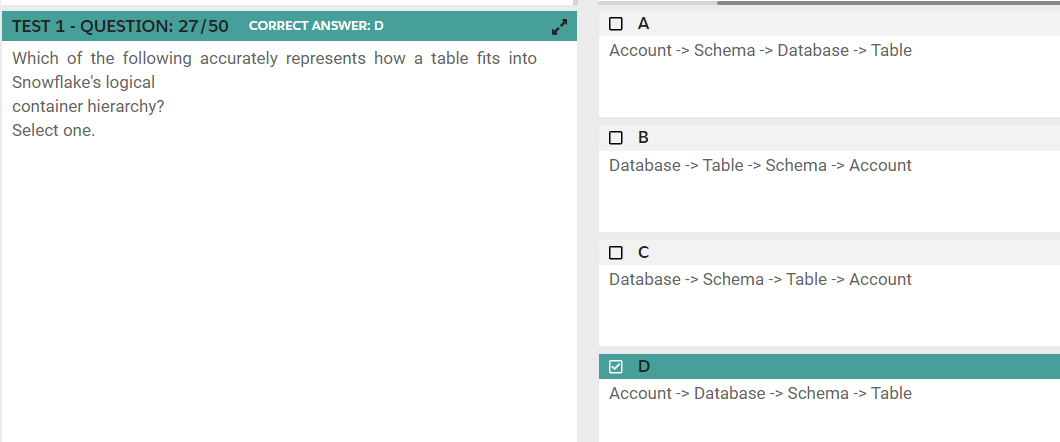 TEST 1 - QUESTION: 27/50 CORRECT ANSWER: D
Which of the following accurately represents how a table fits into
Snowflake's logical
container hierarchy?
Select one.
A
Account -> Schema -> Database -> Table
B
Database -> Table -> Schema -> Account
C
Database -> Schema -> Table -> Account
D
Account -> Database -> Schema -> Table